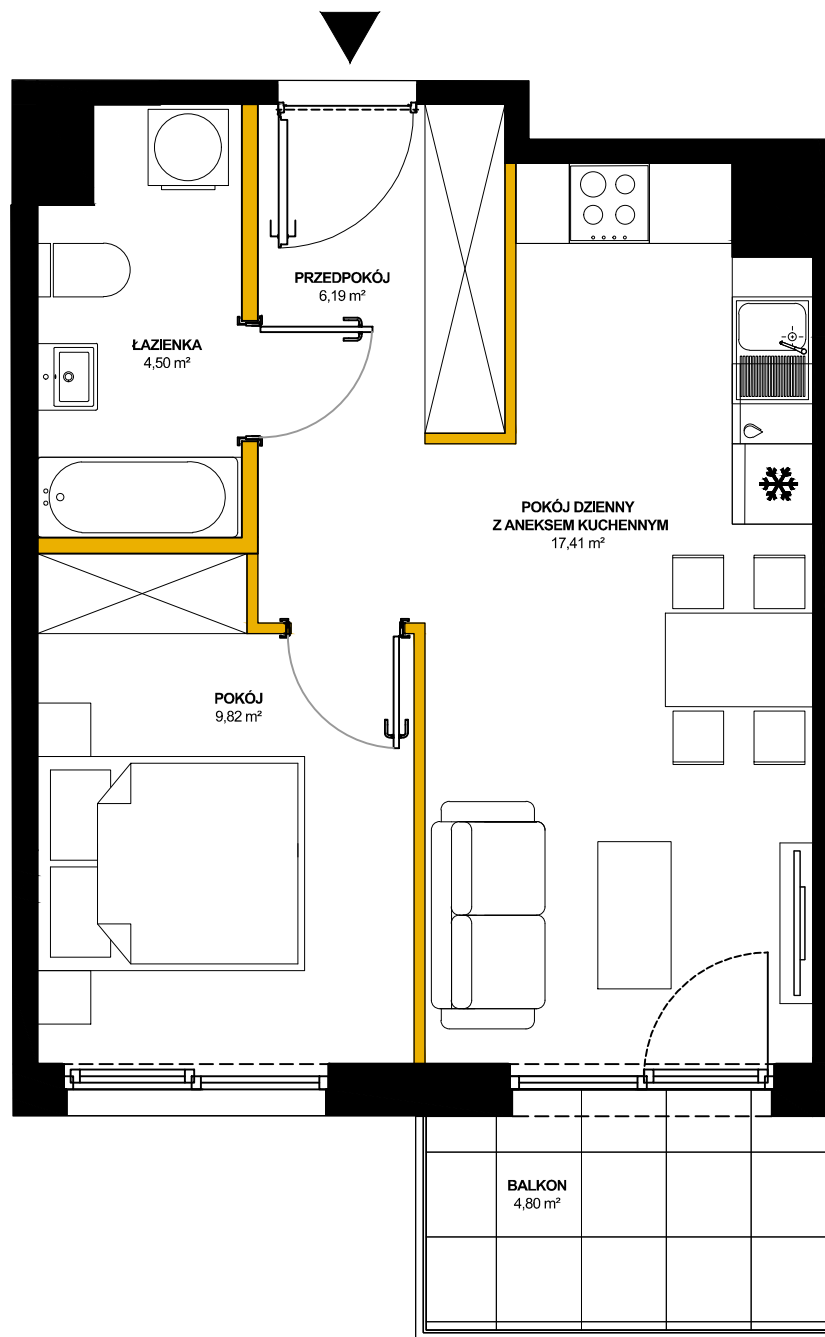 PRZEDPOKÓJ
6,19 m²
ŁAZIENKA
4,50 m²
POKÓJ DZIENNY
Z ANEKSEM KUCHENNYM
17,41 m²
POKÓJ
9,82 m²
BALKON
4,80 m²